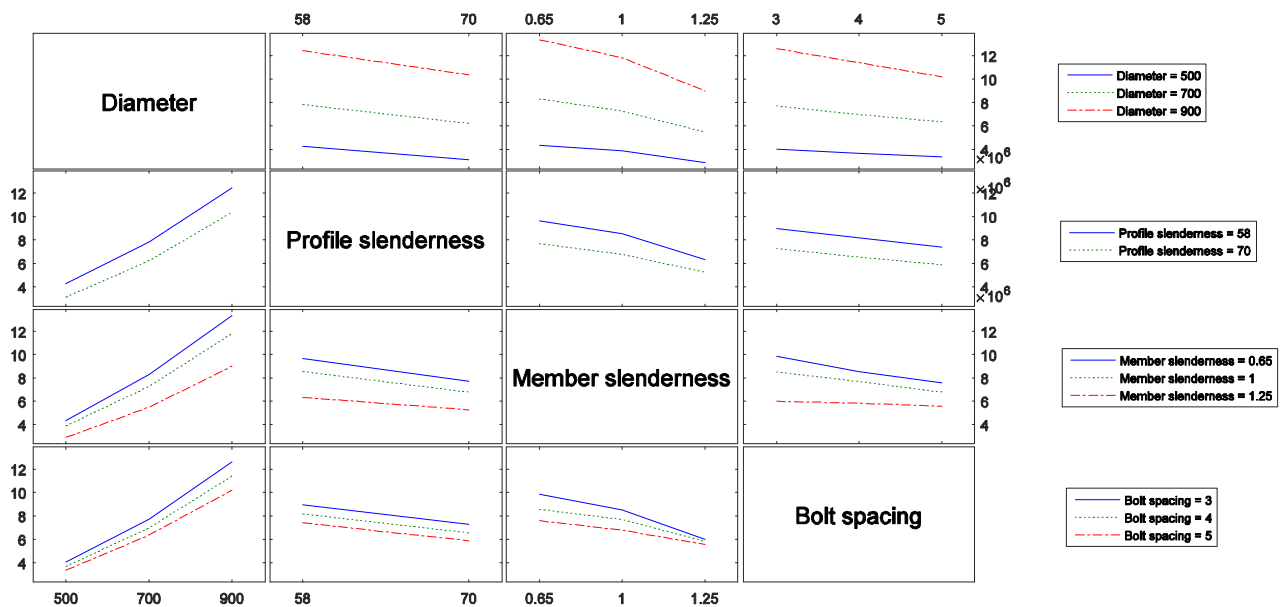 58 70 0.65 1 1.25 3 4 5
Diameter
12
10
8
6
4
×10^6
Diameter = 500
Diameter = 700
Diameter = 900
12
10
8
6
4
Profile slenderness
×10^6
12
10
8
6
4
×10^6
Profile slenderness = 58
Profile slenderness = 70
12
10
8
6
4
Member slenderness
12
10
8
6
4
Member slenderness = 0.65
Member slenderness = 1
Member slenderness = 1.25
12
10
8
6
4
Bolt spacing
Bolt spacing = 3
Bolt spacing = 4
Bolt spacing = 5
500 700 900 58 70 0.65 1 1.25